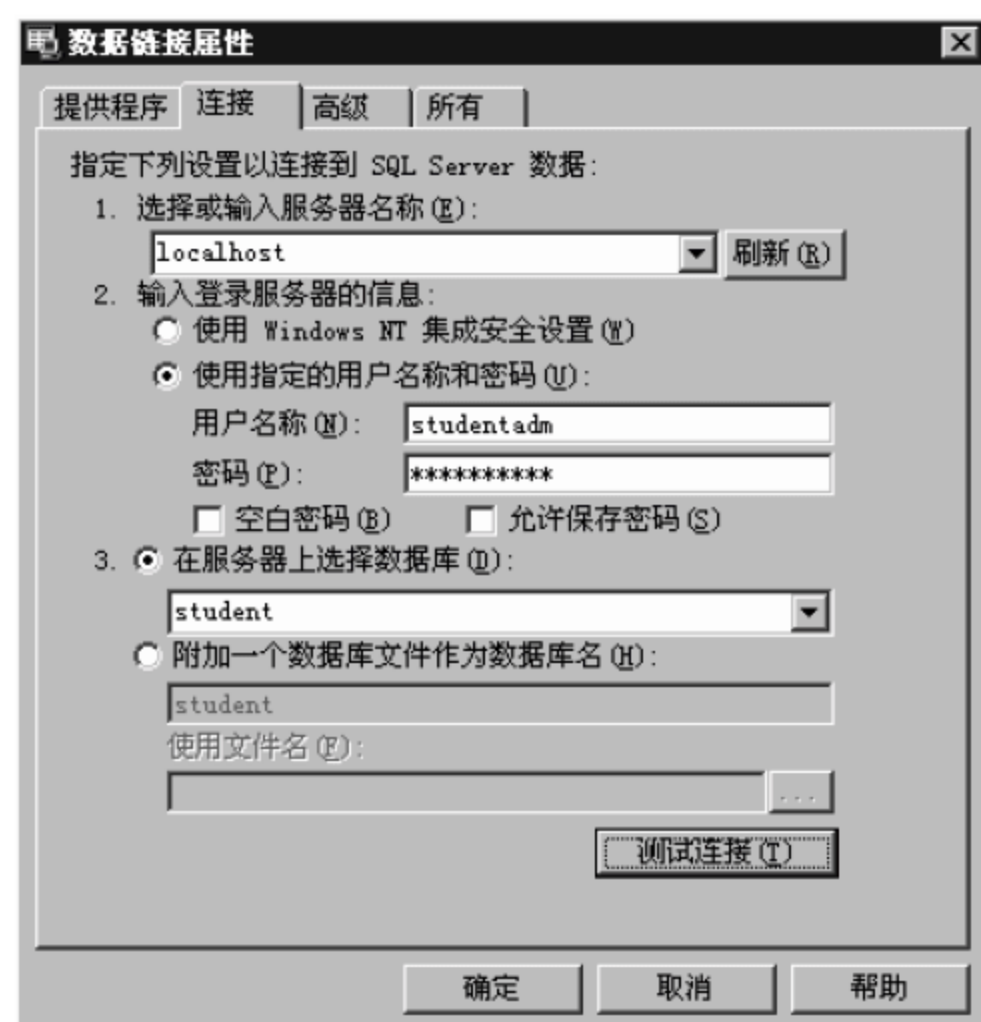 数据链接属性
提供程序 连接 高级 所有
指定下列设置以连接到 SQL Server 数据:
1. 选择或输入服务器名称(E):
localhost 刷新(R)
2. 输入登录服务器的信息:
使用 Windows NT 集成安全设置(W)
使用指定的用户名称和密码(U):
用户名称(N): studentadm
密码(P): **********
空白密码(B) 允许保存密码(S)
3. 在服务器上选择数据库(D):
student
附加一个数据库文件作为数据库名(H):
student
使用文件名(F):
...
测试连接(T)
确定 取消 帮助